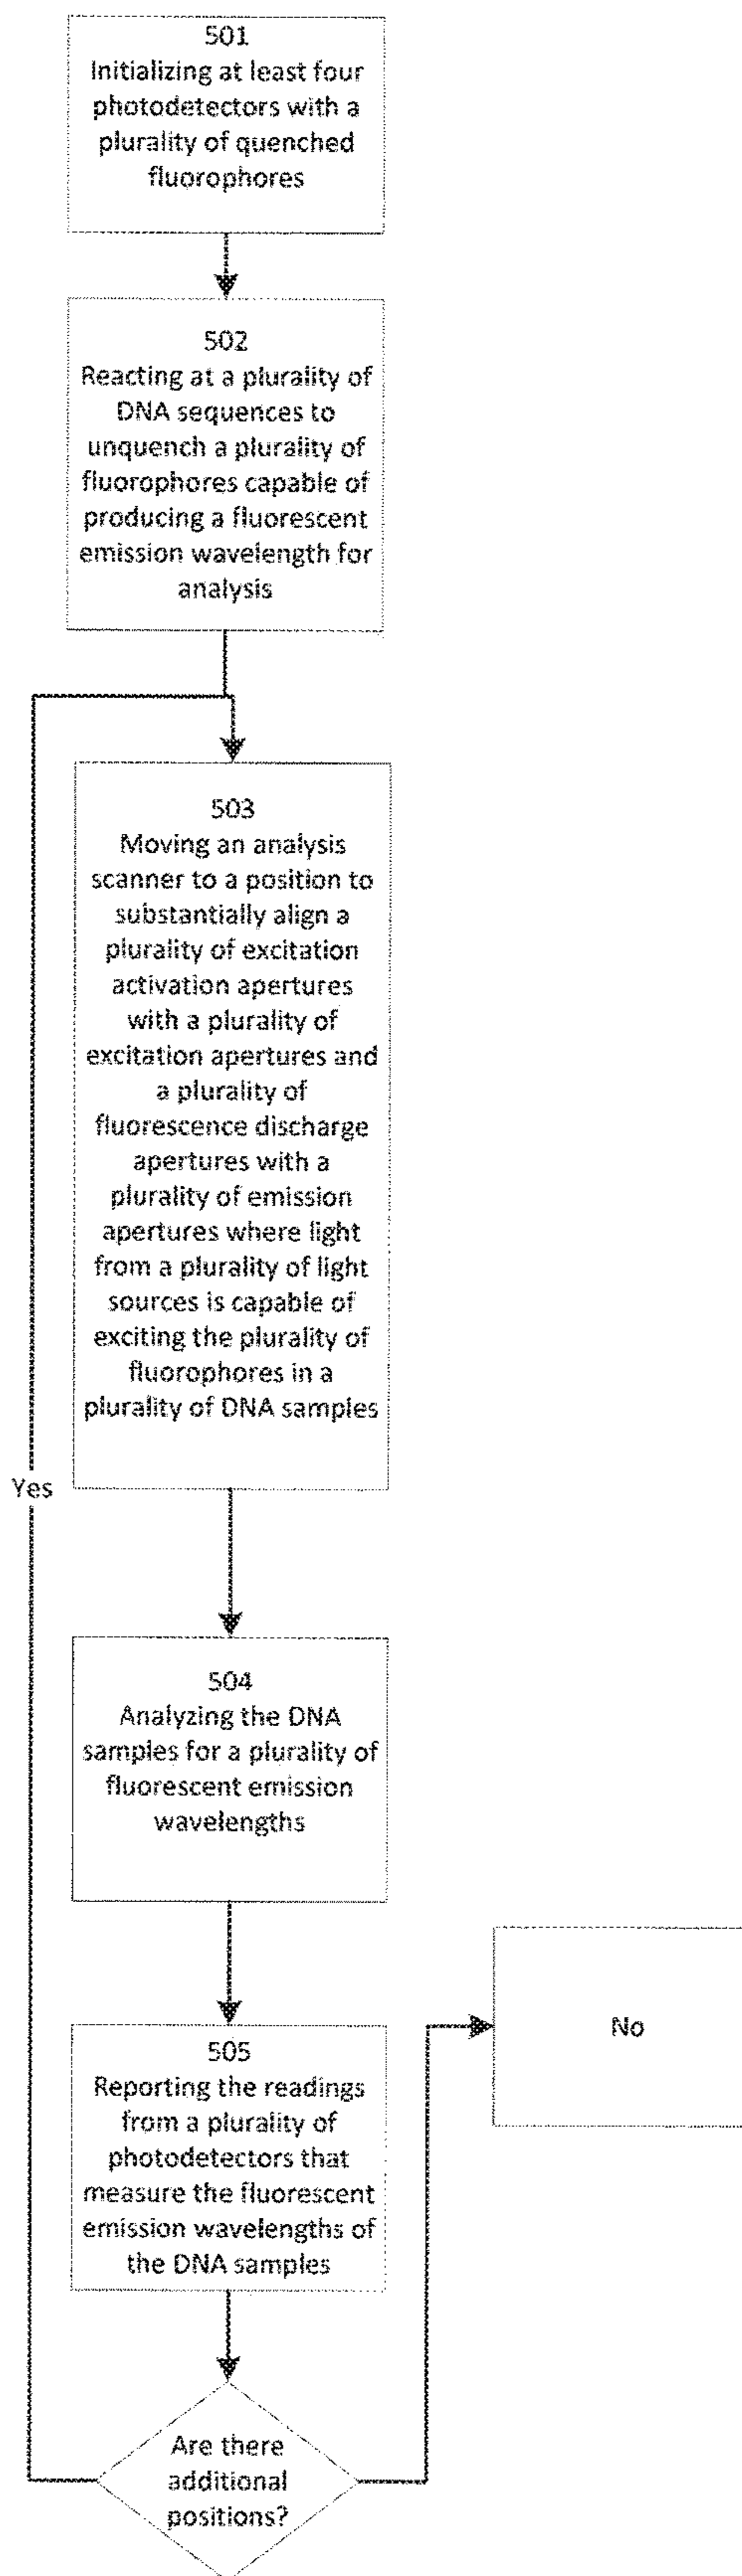 501
Initializing at least four
photodetectors with a
plurality of quenched
fluorophores
502
Reacting at a plurality of
DNA sequences to
unquench a plurality of
fluorophores capable of
producing a fluorescent
emission wavelength for
analysis
503
Moving an analysis
scanner to a position to
substantially align a
plurality of excitation
activation apertures
with a plurality of
excitation apertures and
a plurality of
fluorescence discharge
apertures with a
plurality of emission
apertures where light
from a plurality of light
sources is capable of
exciting the plurality of
fluorophores in a
plurality of DNA samples
Yes
504
Analyzing the DNA
samples for a plurality of
fluorescent emission
wavelengths
505
Reporting the readings
from a plurality of
photodetectors that
measure the fluorescent
emission wavelengths of
the DNA samples
No
Are there
additional
positions?